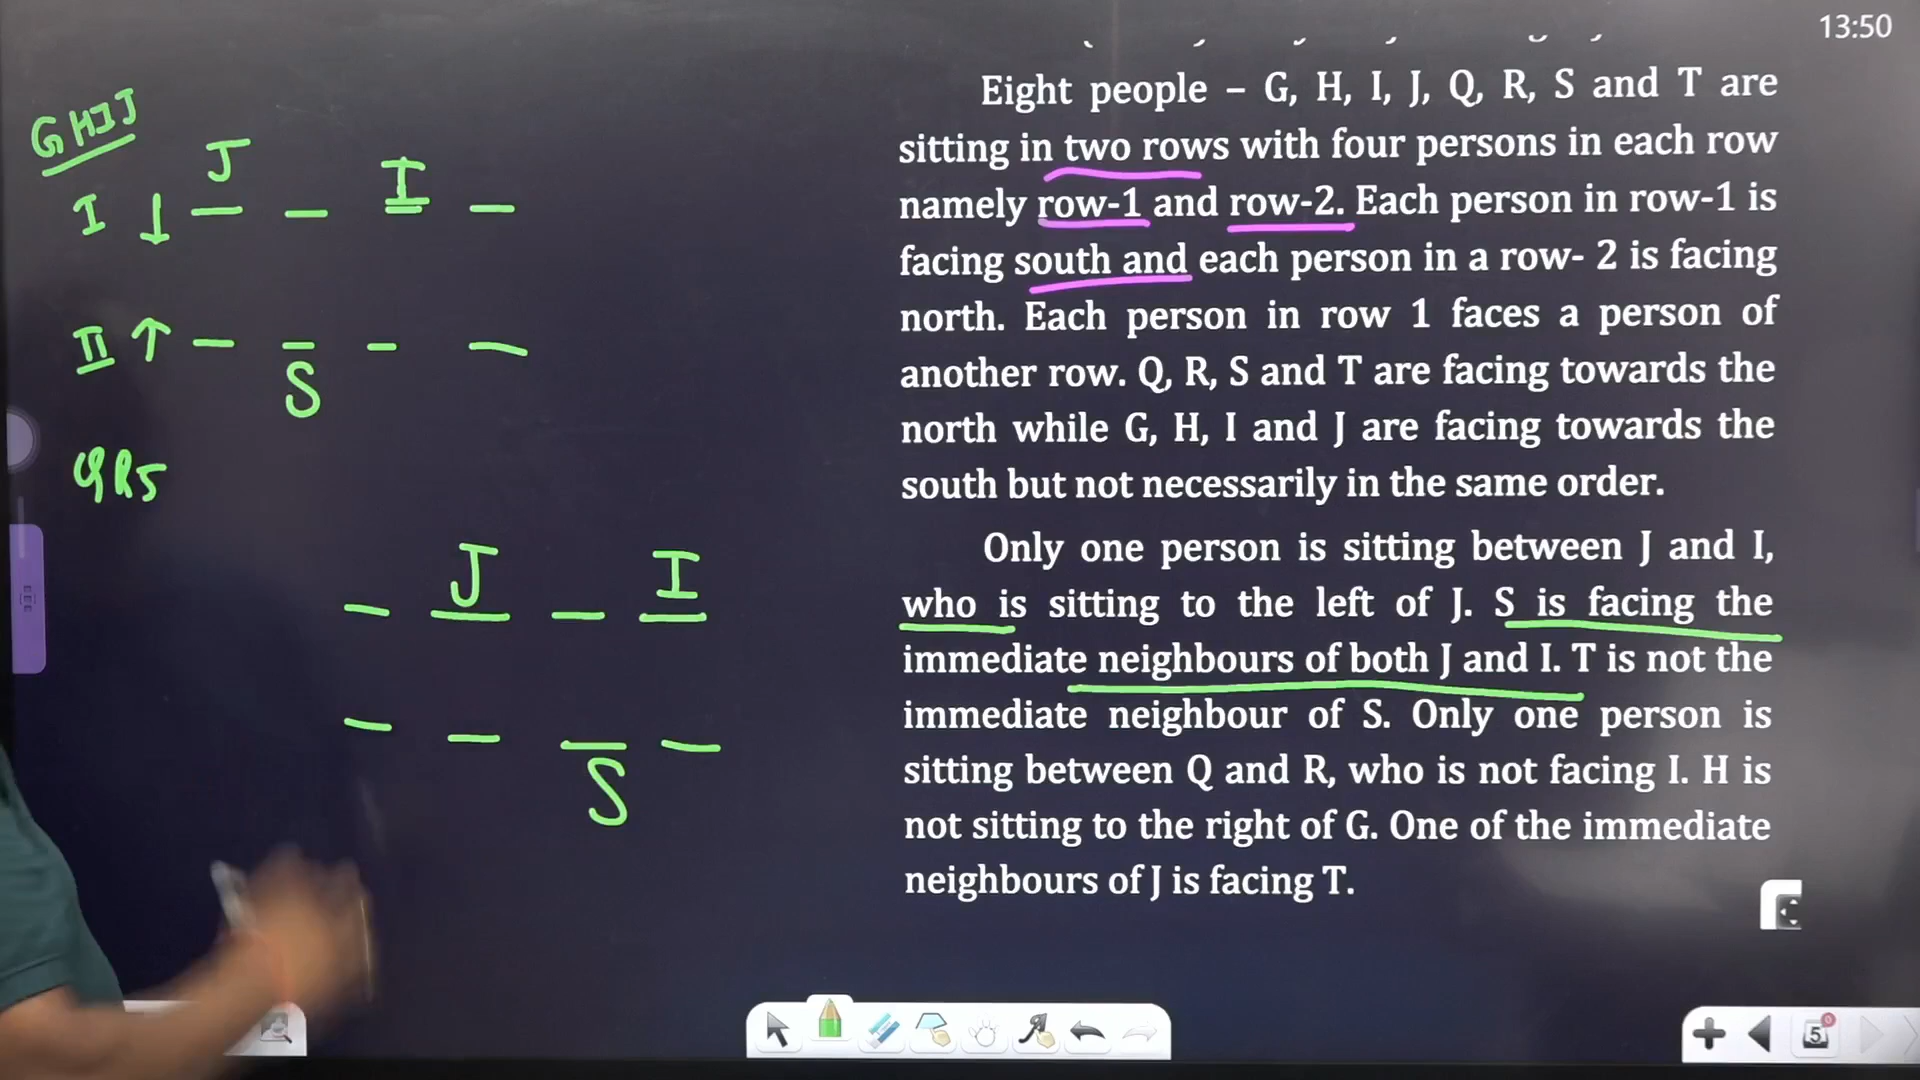 13:50
Eight people – G, H, I, J, Q, R, S and T are
sitting in two rows with four persons in each row
namely row-1 and row-2. Each person in row-1 is
facing south and each person in a row- 2 is facing
north. Each person in row 1 faces a person of
another row. Q, R, S and T are facing towards the
north while G, H, I and J are facing towards the
south but not necessarily in the same order.
Only one person is sitting between J and I,
who is sitting to the left of J. S is facing the
immediate neighbours of both J and I. T is not the
immediate neighbour of S. Only one person is
sitting between Q and R, who is not facing I. H is
not sitting to the right of G. One of the immediate
neighbours of J is facing T.
GHIJ
J I
I ↓
II ↑
S
QRS
J I
S
5